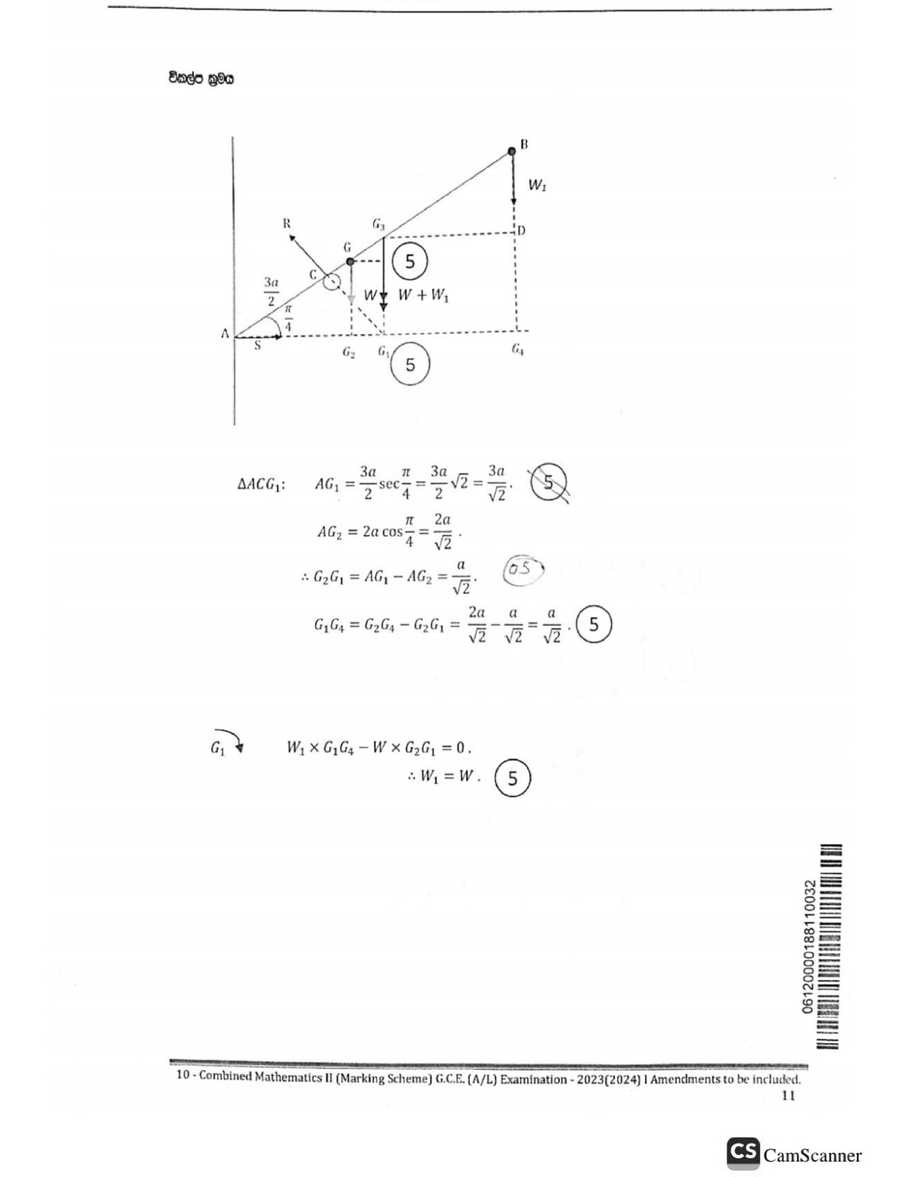 විකල්ප ක්‍රමය
B
W₁
R
G₃
D
G
5
C
3a/2
W
W + W₁
π/4
A
S
G₂
G₁
G₄
5
ΔACG₁: AG₁ = 3a/2 sec π/4 = 3a/2 √2 = 3a/√2 . 5
AG₂ = 2a cos π/4 = 2a/√2 .
∴ G₂G₁ = AG₁ − AG₂ = a/√2 . 05
G₁G₄ = G₂G₄ − G₂G₁ = 2a/√2 − a/√2 = a/√2 . 5
G₁ W₁ × G₁G₄ − W × G₂G₁ = 0 .
∴ W₁ = W . 5
0612000018811003​2
10 - Combined Mathematics II (Marking Scheme) G.C.E. (A/L) Examination - 2023(2024) I Amendments to be included.
11
CS CamScanner